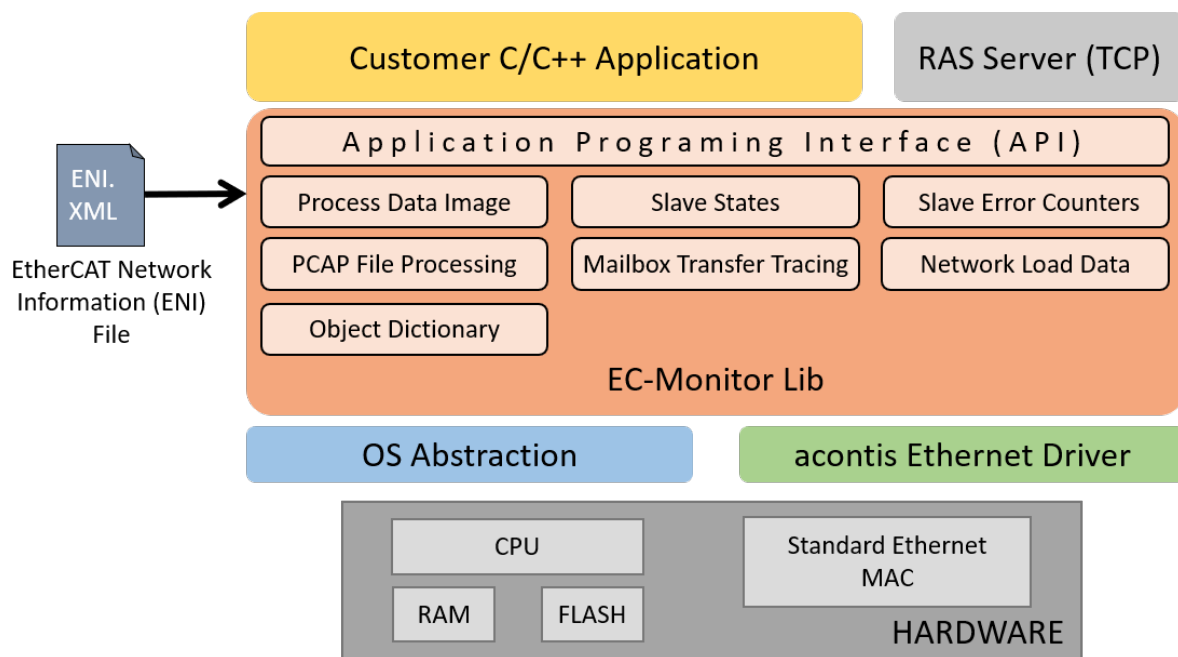 Customer C/C++ Application
RAS Server (TCP)
Application Programing Interface (API)
ENI.
XML
EtherCAT Network
Information (ENI)
File
Process Data Image
Slave States
Slave Error Counters
PCAP File Processing
Mailbox Transfer Tracing
Network Load Data
Object Dictionary
EC-Monitor Lib
OS Abstraction
acontis Ethernet Driver
CPU
Standard Ethernet
MAC
RAM
FLASH
HARDWARE